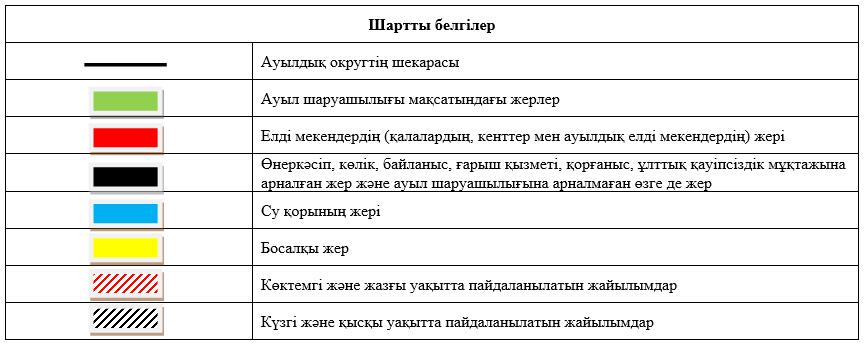 Шартты белгілер
Ауылдық округтің шекарасы
Ауыл шаруашылығы мақсатындағы жерлер
Елді мекендердің (қалалардың, кенттер мен ауылдық елді мекендердің) жері
Өнеркәсіп, көлік, байланыс, ғарыш қызметі, қорғаныс, ұлттық қауіпсіздік мұқтажына
арналған жер және ауыл шаруашылығына арналмаған өзге де жер
Су қорының жері
Босалқы жер
Көктемгі және жазғы уақытта пайдаланылатын жайылымдар
Күзгі және қысқы уақытта пайдаланылатын жайылымдар